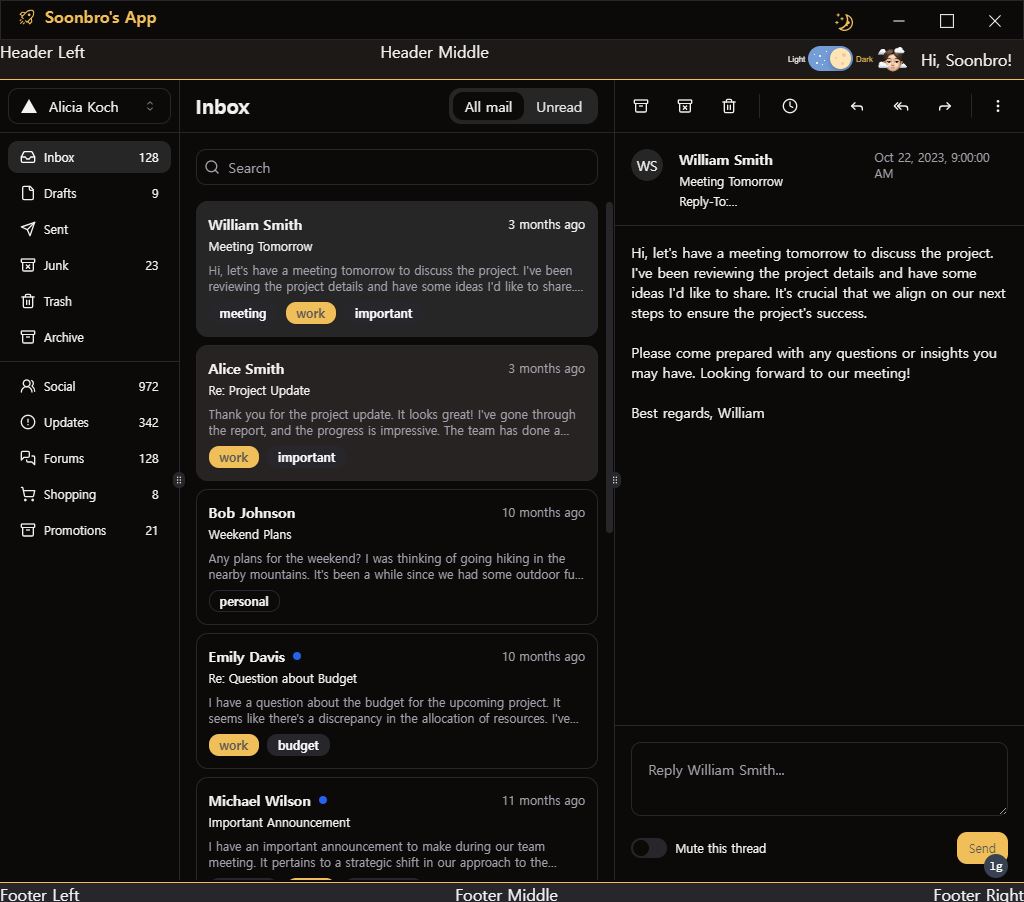 Soonbro's App
Header Left
Header Middle
Light
Dark
Hi, Soonbro!
Alicia Koch
Inbox 128
Drafts 9
Sent
Junk 23
Trash
Archive
Social 972
Updates 342
Forums 128
Shopping 8
Promotions 21
Inbox
All mail
Unread
Search
William Smith 3 months ago
Meeting Tomorrow
Hi, let's have a meeting tomorrow to discuss the project. I've been
reviewing the project details and have some ideas I'd like to share....
meeting work important
Alice Smith 3 months ago
Re: Project Update
Thank you for the project update. It looks great! I've gone through
the report, and the progress is impressive. The team has done a...
work important
Bob Johnson 10 months ago
Weekend Plans
Any plans for the weekend? I was thinking of going hiking in the
nearby mountains. It's been a while since we had some outdoor fu...
personal
Emily Davis 10 months ago
Re: Question about Budget
I have a question about the budget for the upcoming project. It
seems like there's a discrepancy in the allocation of resources. I've...
work budget
Michael Wilson 11 months ago
Important Announcement
I have an important announcement to make during our team
meeting. It pertains to a strategic shift in our approach to the...
WS
William Smith
Meeting Tomorrow
Reply-To:...
Oct 22, 2023, 9:00:00
AM
Hi, let's have a meeting tomorrow to discuss the project.
I've been reviewing the project details and have some
ideas I'd like to share. It's crucial that we align on our next
steps to ensure the project's success.
Please come prepared with any questions or insights you
may have. Looking forward to our meeting!
Best regards, William
Reply William Smith...
Mute this thread
Send
lg
Footer Left
Footer Middle
Footer Right